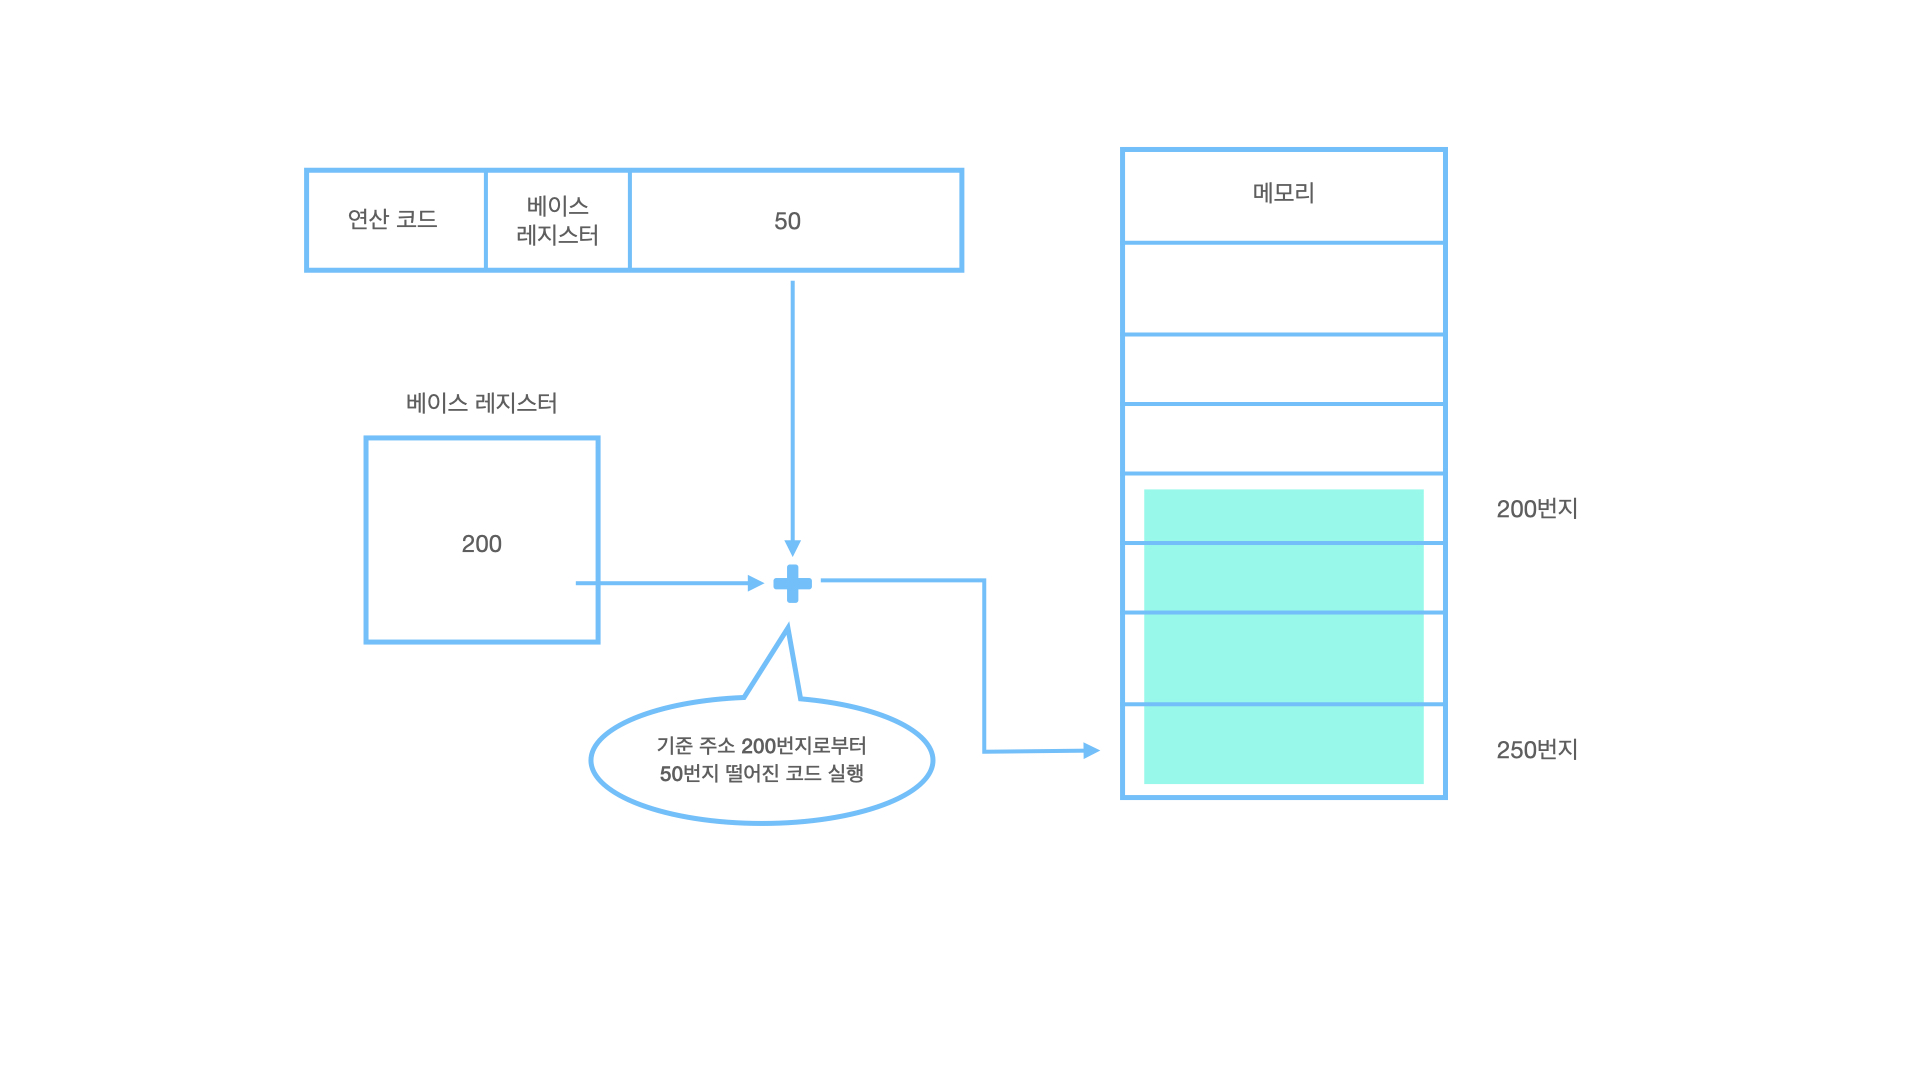 연산 코드
베이스
레지스터
50
메모리
베이스 레지스터
200
200번지
기준 주소 200번지로부터
50번지 떨어진 코드 실행
250번지